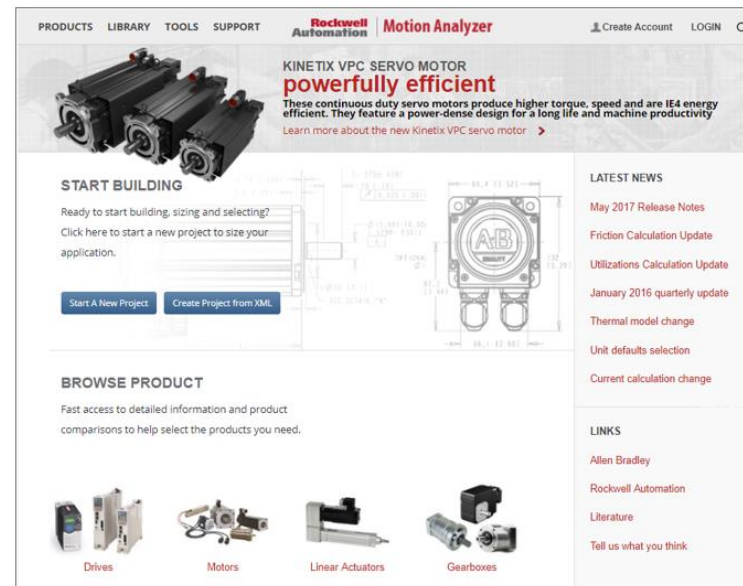 PRODUCTS LIBRARY TOOLS SUPPORT
Rockwell
Automation
Motion Analyzer
Create Account LOGIN
KINETIX VPC SERVO MOTOR
powerfully efficient
These continuous duty servo motors produce higher torque, speed and are IE4 energy
efficient. They feature a power-dense design for a long life and machine productivity
Learn more about the new Kinetix VPC servo motor
START BUILDING
Ready to start building, sizing and selecting?
Click here to start a new project to size your
application.
Start A New Project Create Project from XML
AB
QUALITY
BROWSE PRODUCT
Fast access to detailed information and product
comparisons to help select the products you need.
Drives
Motors
Linear Actuators
Gearboxes
LATEST NEWS
May 2017 Release Notes
Friction Calculation Update
Utilizations Calculation Update
January 2016 quarterly update
Thermal model change
Unit defaults selection
Current calculation change
LINKS
Allen Bradley
Rockwell Automation
Literature
Tell us what you think